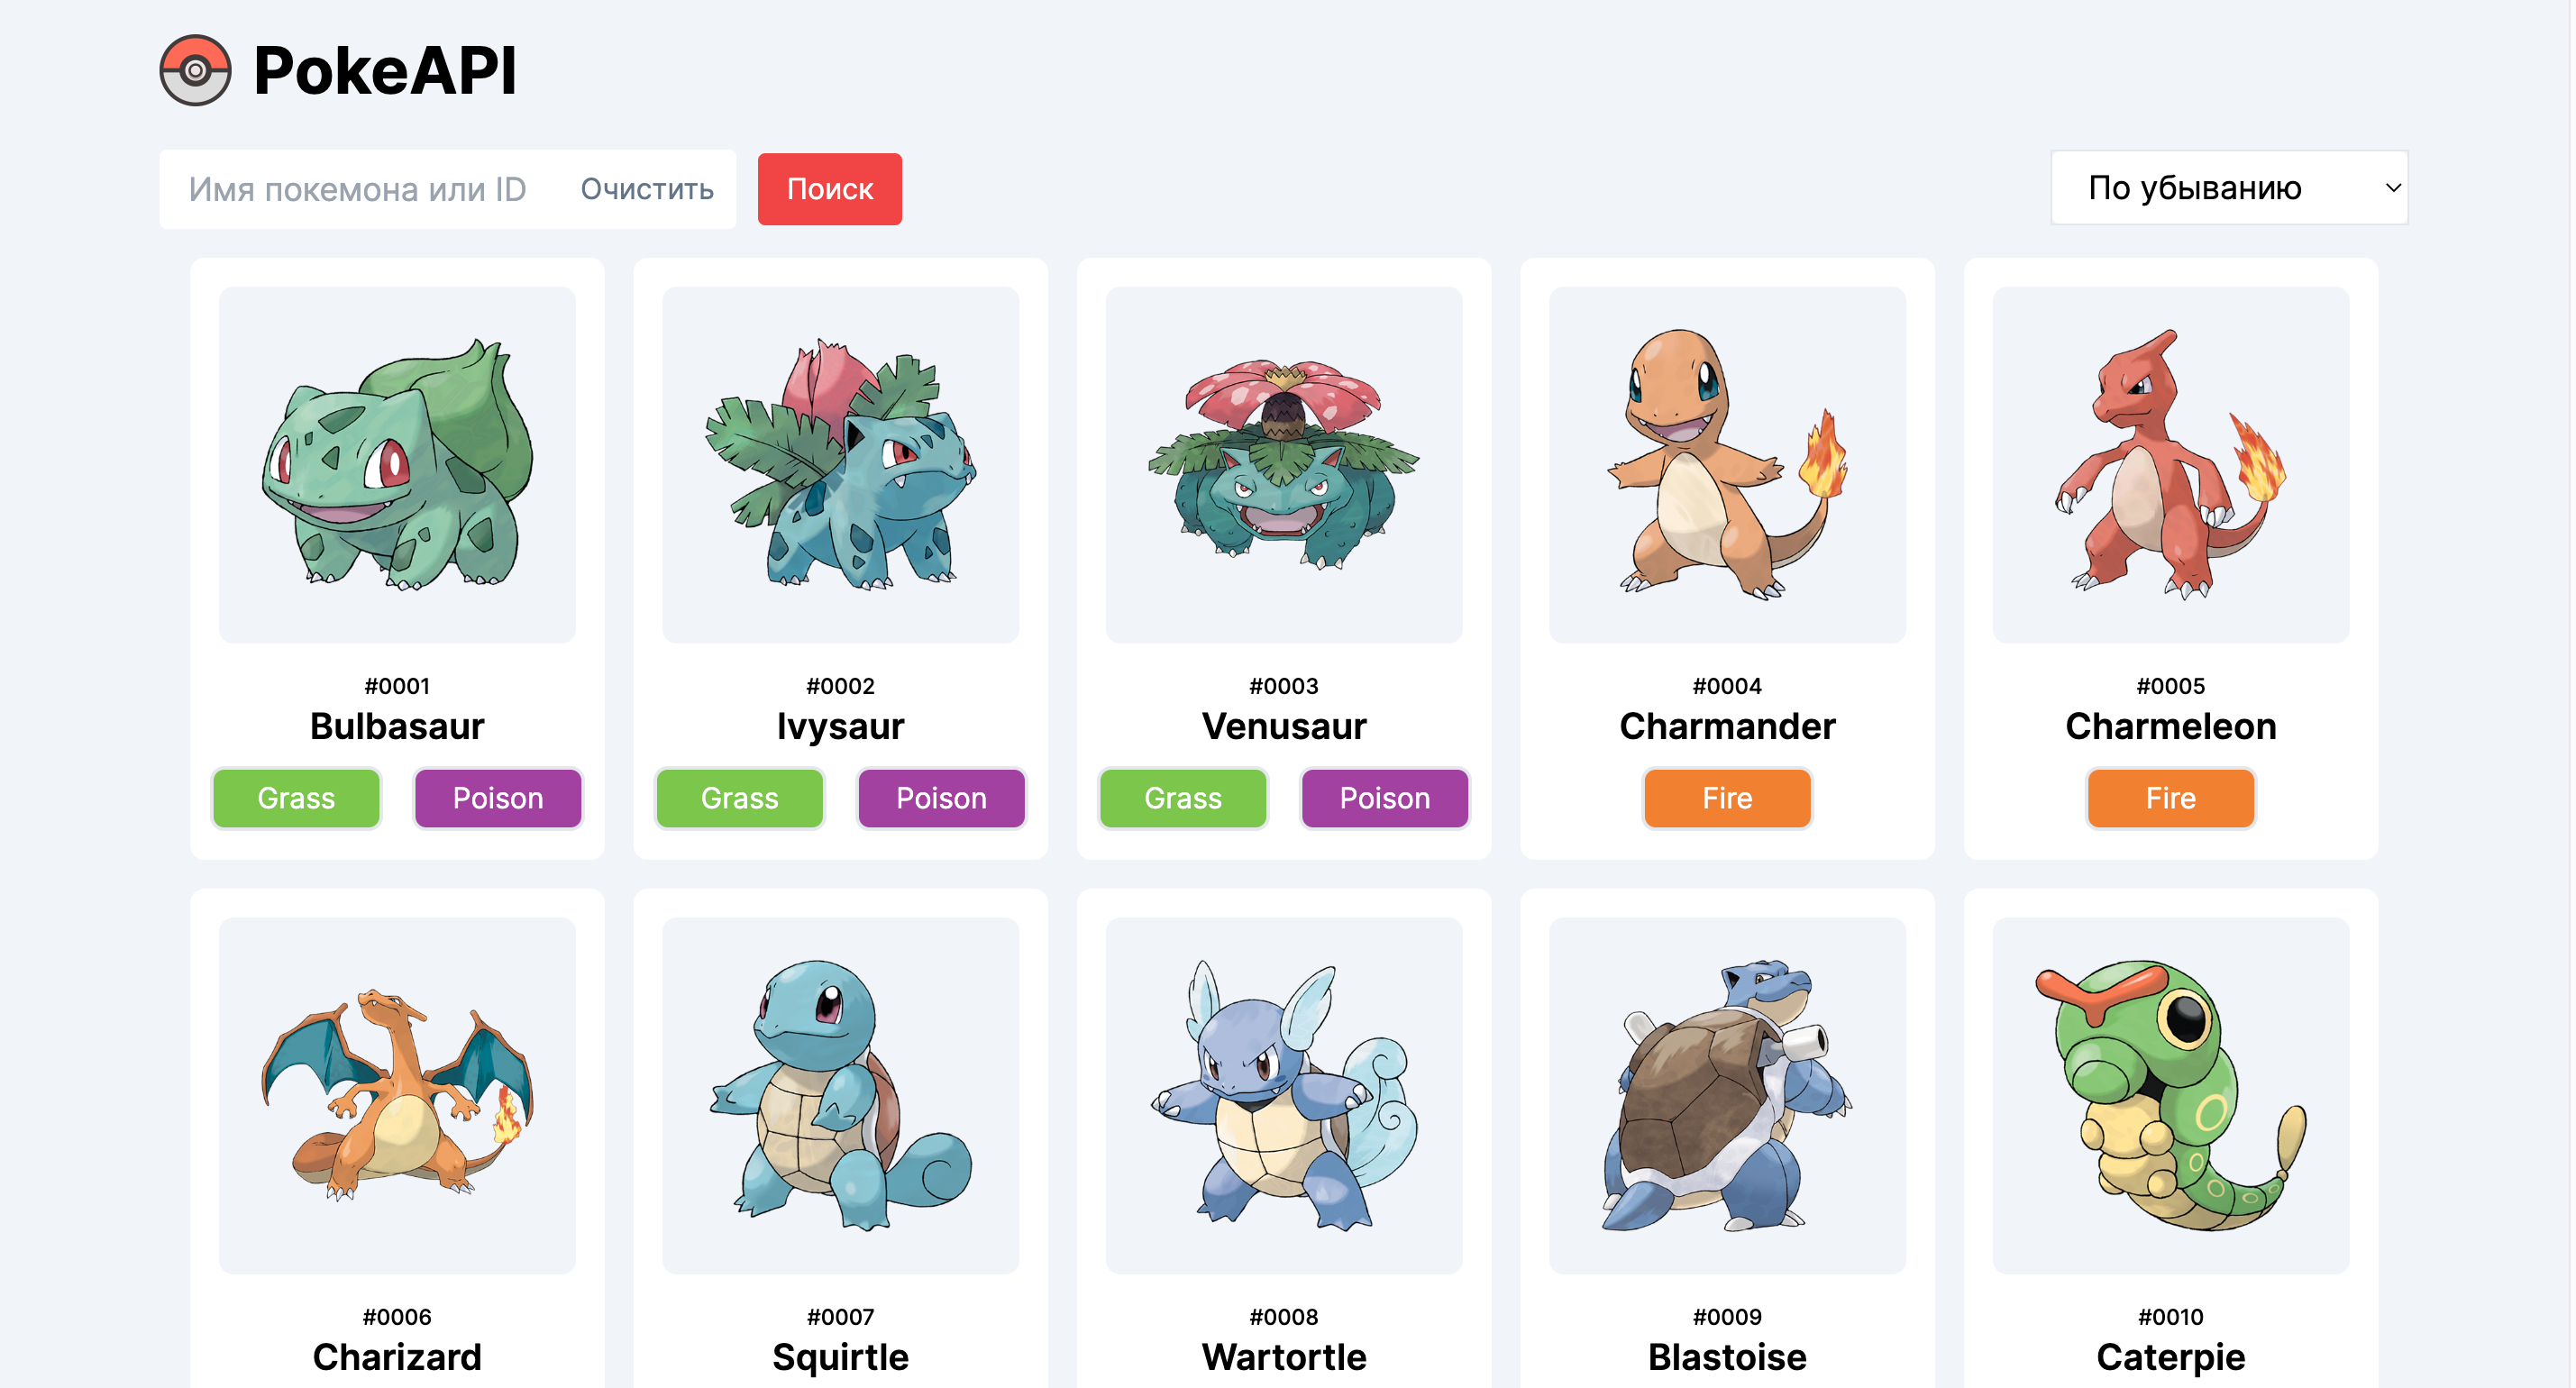 PokeAPI
Имя покемона или ID Очистить Поиск По убыванию
#0001 #0002 #0003 #0004 #0005
Bulbasaur Ivysaur Venusaur Charmander Charmeleon
Grass Poison Grass Poison Grass Poison Fire Fire
#0006 #0007 #0008 #0009 #0010
Charizard Squirtle Wartortle Blastoise Caterpie